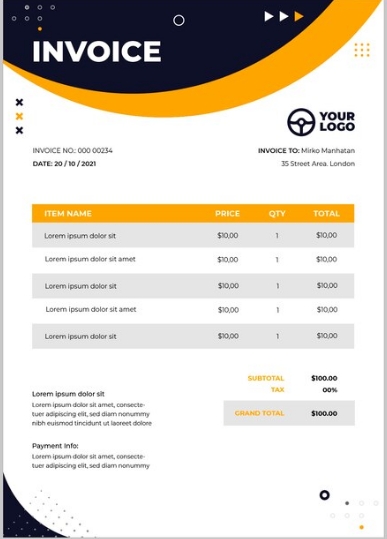 INVOICE
YOUR
LOGO
INVOICE NO.: 000 00234
INVOICE TO: Mirko Manhatan
DATE: 20 / 10 / 2021
35 Street Area. London
ITEM NAME PRICE QTY TOTAL
Lorem ipsum dolor sit $10,00 1 $10,00
Lorem ipsum dolor sit amet $10,00 1 $10,00
Lorem ipsum dolor sit $10,00 1 $10,00
Lorem ipsum dolor sit amet $10,00 1 $10,00
Lorem ipsum dolor sit $10,00 1 $10,00
SUBTOTAL $100.00
TAX 00%
GRAND TOTAL $100.00
Lorem ipsum dolor sit
Lorem ipsum dolor sit amet, consecte-
tuer adipiscing elit, sed diam nonummy
nibh euismod tincidunt ut laoreet dolore
Payment Info:
Lorem ipsum dolor sit amet, consecte-
tuer adipiscing elit, sed diam nonummy